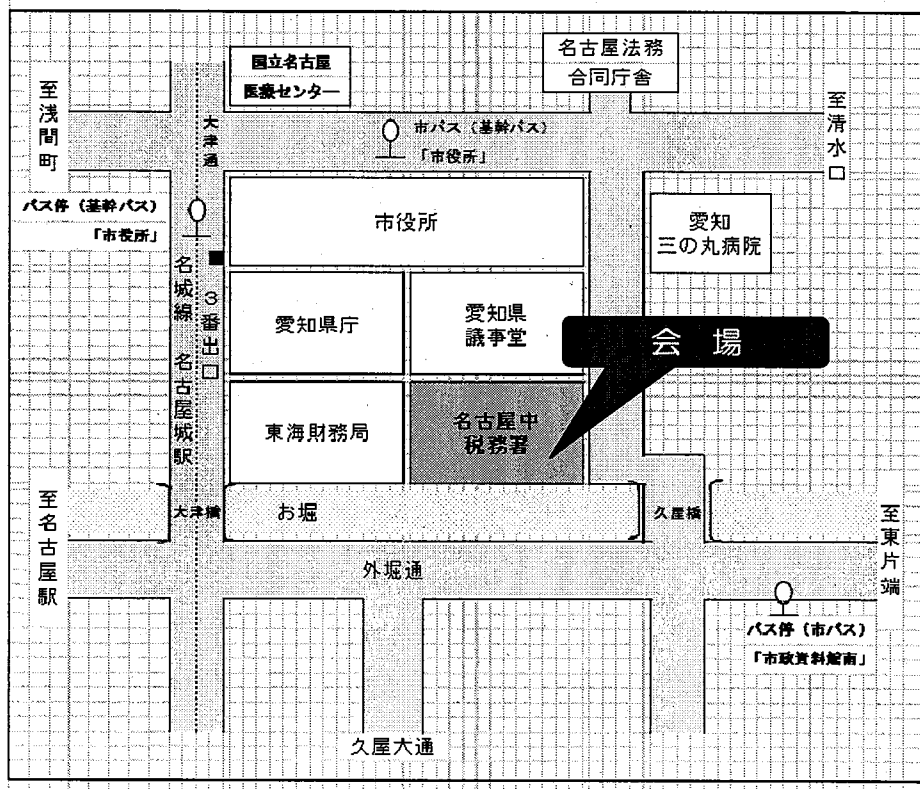 国立名古屋
医療センター
名古屋法務
合同庁舎
至浅間町
大津通
市バス（基幹バス）
「市役所」
至清水口
バス停（基幹バス）
「市役所」
市役所
愛知
三の丸病院
名城線 名古屋城駅
３番出口
愛知県庁
愛知県
議事堂
会場
東海財務局
名古屋中
税務署
至名古屋駅
大津橋
お堀
久屋橋
至東片端
外堀通
バス停（市バス）
「市政資料館南」
久屋大通